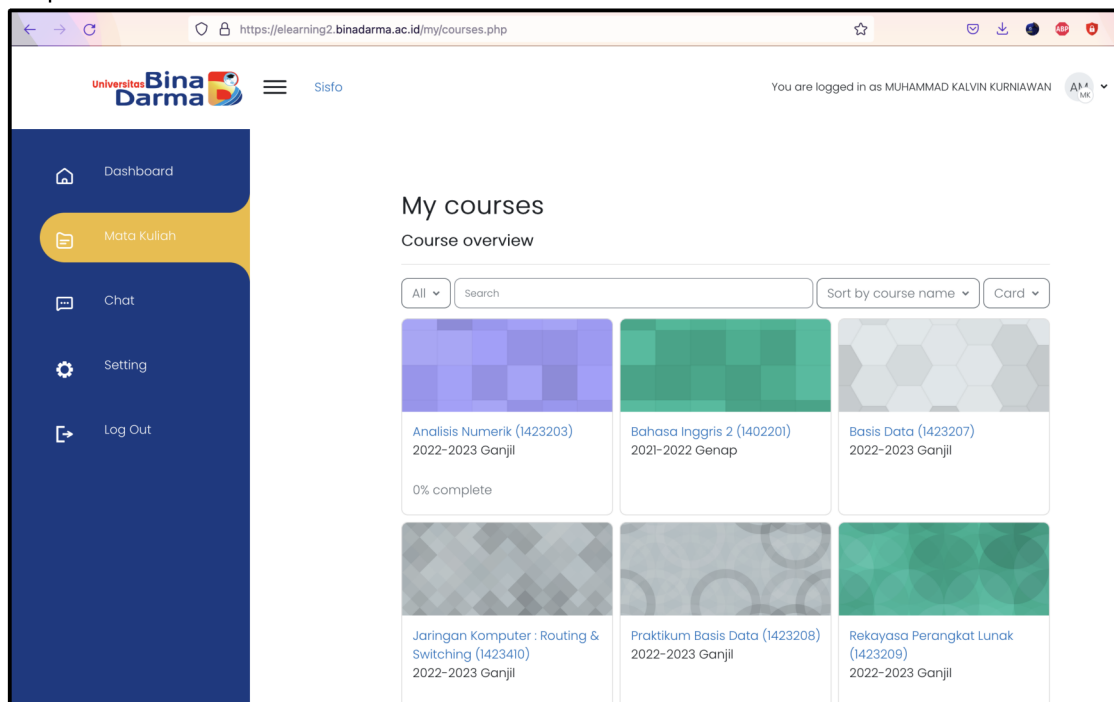 https://elearning2.binadarma.ac.id/my/courses.php
ABP
Universitas Bina
Darma
Sisfo
You are logged in as MUHAMMAD KALVIN KURNIAWAN
MK
Dashboard
Mata Kuliah
Chat
Setting
Log Out
My courses
Course overview
All
Search
Sort by course name
Card
Analisis Numerik (1423203)
2022-2023 Ganjil
0% complete
Bahasa Inggris 2 (1402201)
2021-2022 Genap
Basis Data (1423207)
2022-2023 Ganjil
Jaringan Komputer : Routing &
Switching (1423410)
2022-2023 Ganjil
Praktikum Basis Data (1423208)
2022-2023 Ganjil
Rekayasa Perangkat Lunak
(1423209)
2022-2023 Ganjil